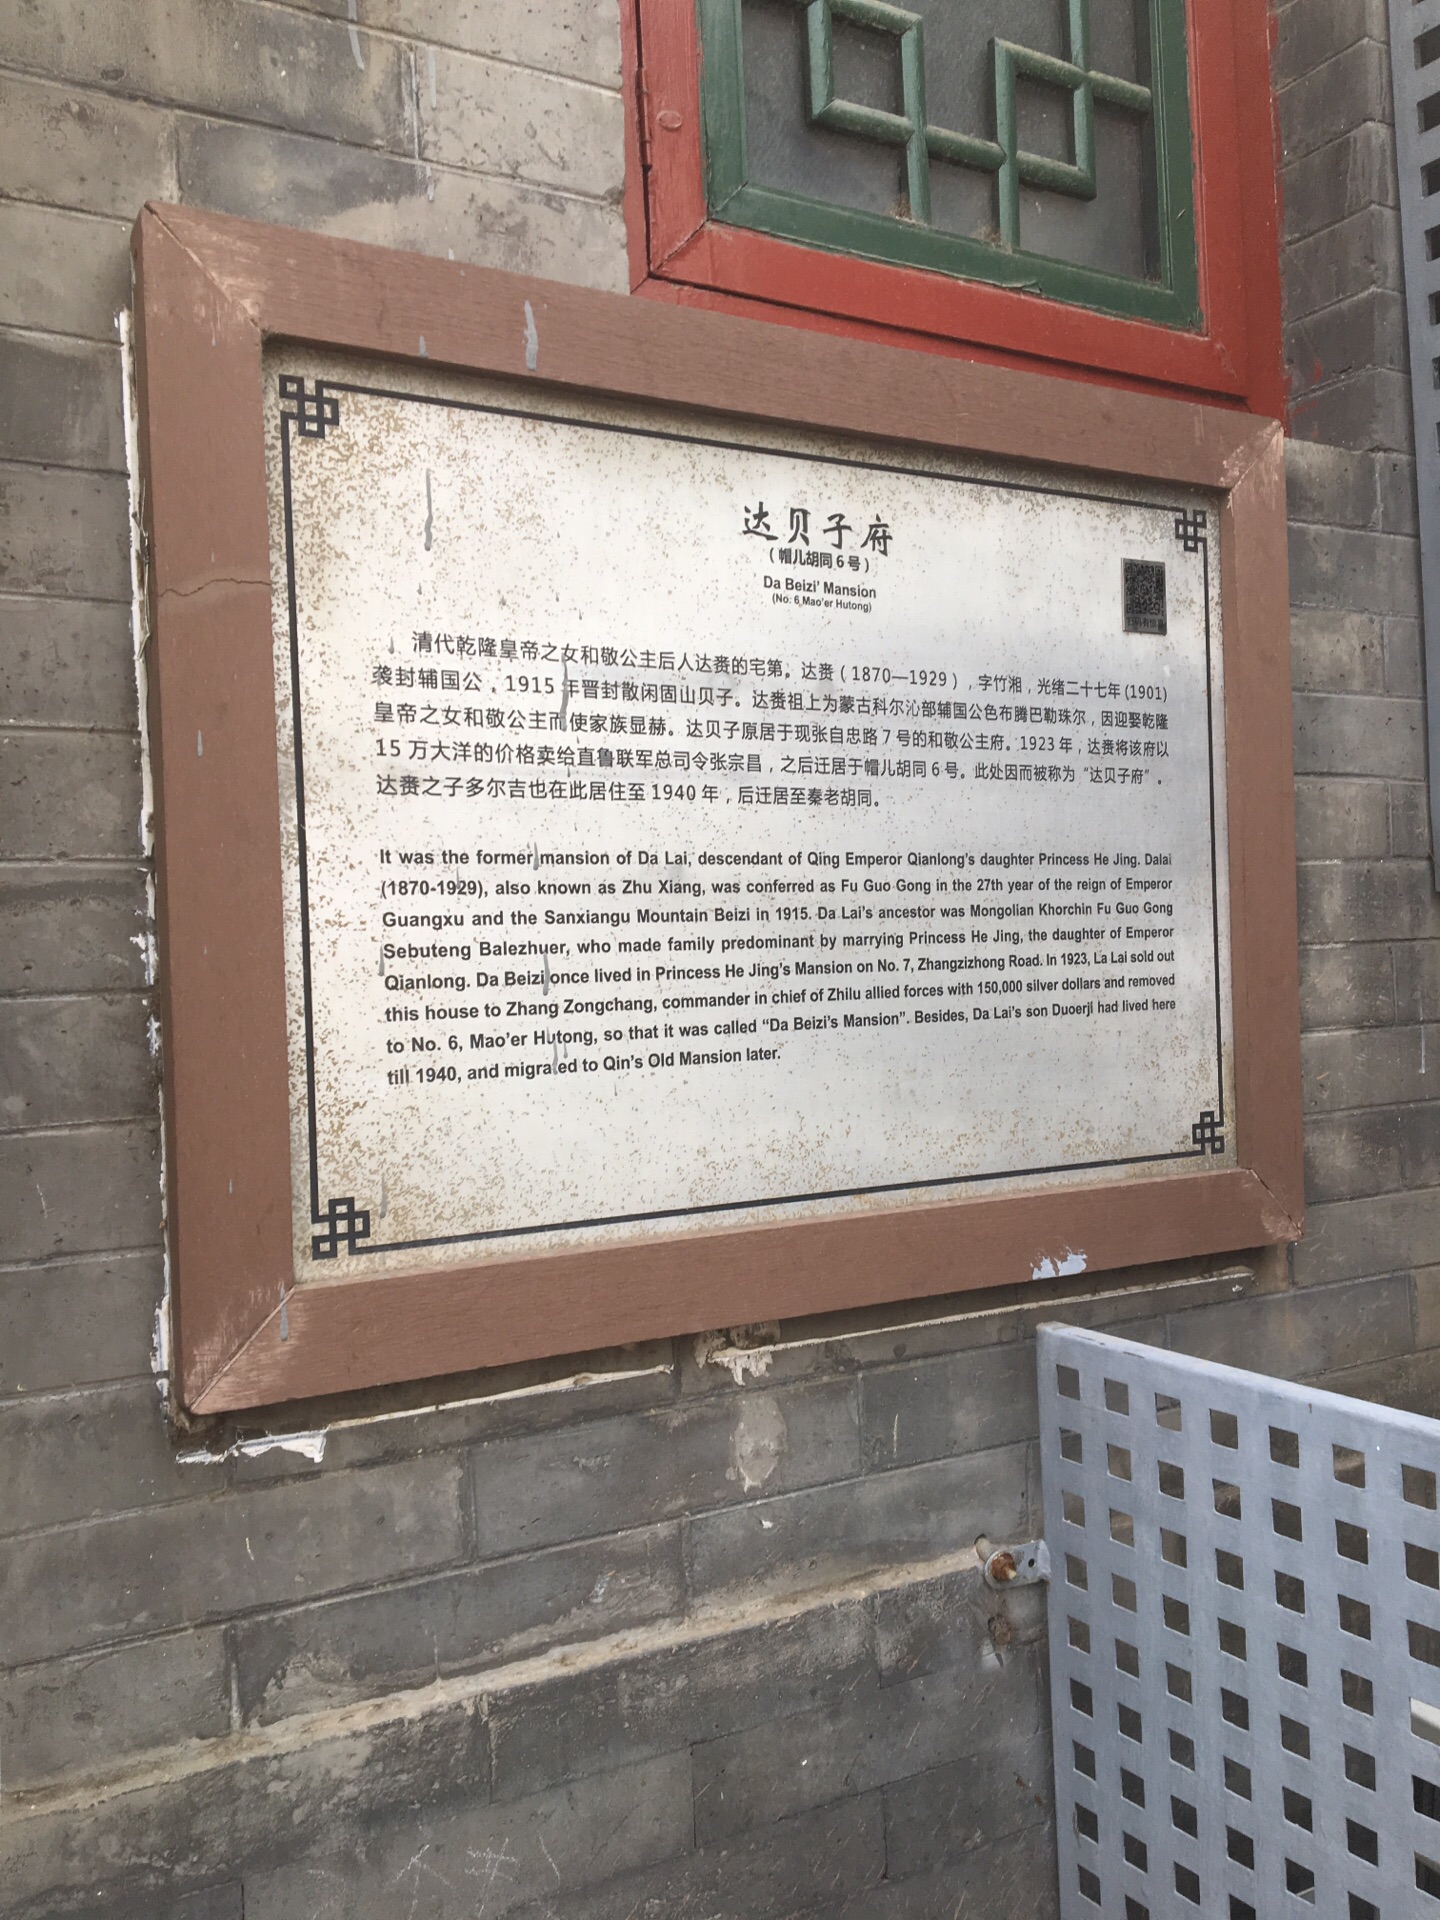 达贝子府
（帽儿胡同6号）
Da Beizi' Mansion
(No. 6 Mao'er Hutong)
清代乾隆皇帝之女和敬公主后人达赉的宅第。达赉（1870—1929），字竹湘，光绪二十七年(1901)
袭封辅国公，1915年晋封散闲固山贝子。达赉祖上为蒙古科尔沁部辅国公色布腾巴勒珠尔，因迎娶乾隆
皇帝之女和敬公主而使家族显赫。达贝子原居于现张自忠路7号的和敬公主府。1923年，达赉将该府以
15万大洋的价格卖给直鲁联军总司令张宗昌，之后迁居于帽儿胡同6号。此处因而被称为“达贝子府”。
达赉之子多尔吉也在此居住至1940年，后迁居至秦老胡同。
It was the former mansion of Da Lai, descendant of Qing Emperor Qianlong's daughter Princess He Jing. Dalai
(1870-1929), also known as Zhu Xiang, was conferred as Fu Guo Gong in the 27th year of the reign of Emperor
Guangxu and the Sanxiangu Mountain Beizi in 1915. Da Lai's ancestor was Mongolian Khorchin Fu Guo Gong
Sebuteng Balezhuer, who made family predominant by marrying Princess He Jing, the daughter of Emperor
Qianlong. Da Beizi once lived in Princess He Jing's Mansion on No. 7, Zhangzizhong Road. In 1923, La Lai sold out
this house to Zhang Zongchang, commander in chief of Zhilu allied forces with 150,000 silver dollars and removed
to No. 6, Mao'er Hutong, so that it was called “Da Beizi's Mansion”. Besides, Da Lai's son Duoerji had lived here
till 1940, and migrated to Qin's Old Mansion later.